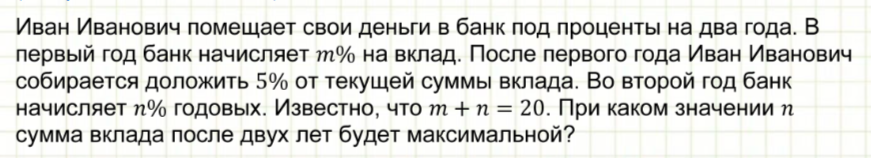 Иван Иванович помещает свои деньги в банк под проценты на два года. В
первый год банк начисляет m% на вклад. После первого года Иван Иванович
собирается доложить 5% от текущей суммы вклада. Во второй год банк
начисляет n% годовых. Известно, что m + n = 20. При каком значении n
сумма вклада после двух лет будет максимальной?